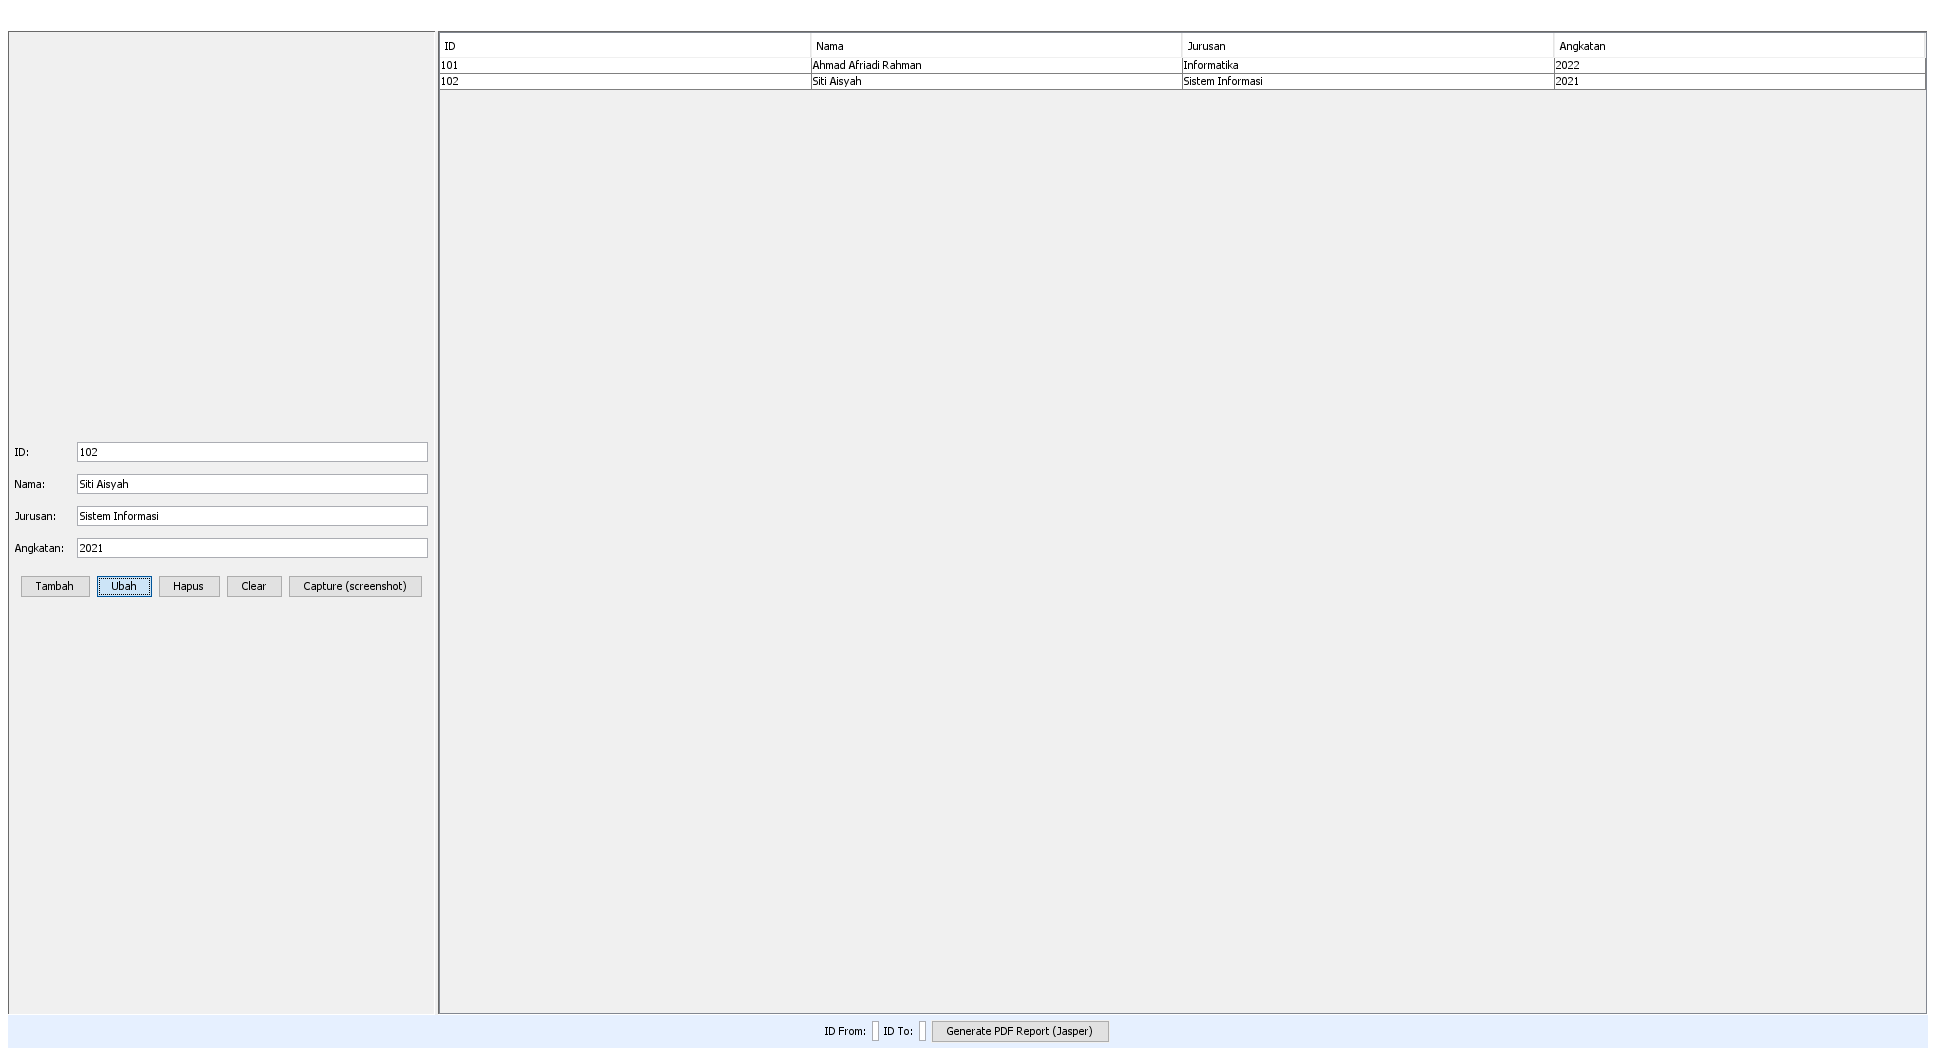 ID Nama Jurusan Angkatan
101 Ahmad Afriadi Rahman Informatika 2022
102 Siti Aisyah Sistem Informasi 2021
ID: 102
Nama: Siti Aisyah
Jurusan: Sistem Informasi
Angkatan: 2021
Tambah Ubah Hapus Clear Capture (screenshot)
ID From: ID To: Generate PDF Report (Jasper)